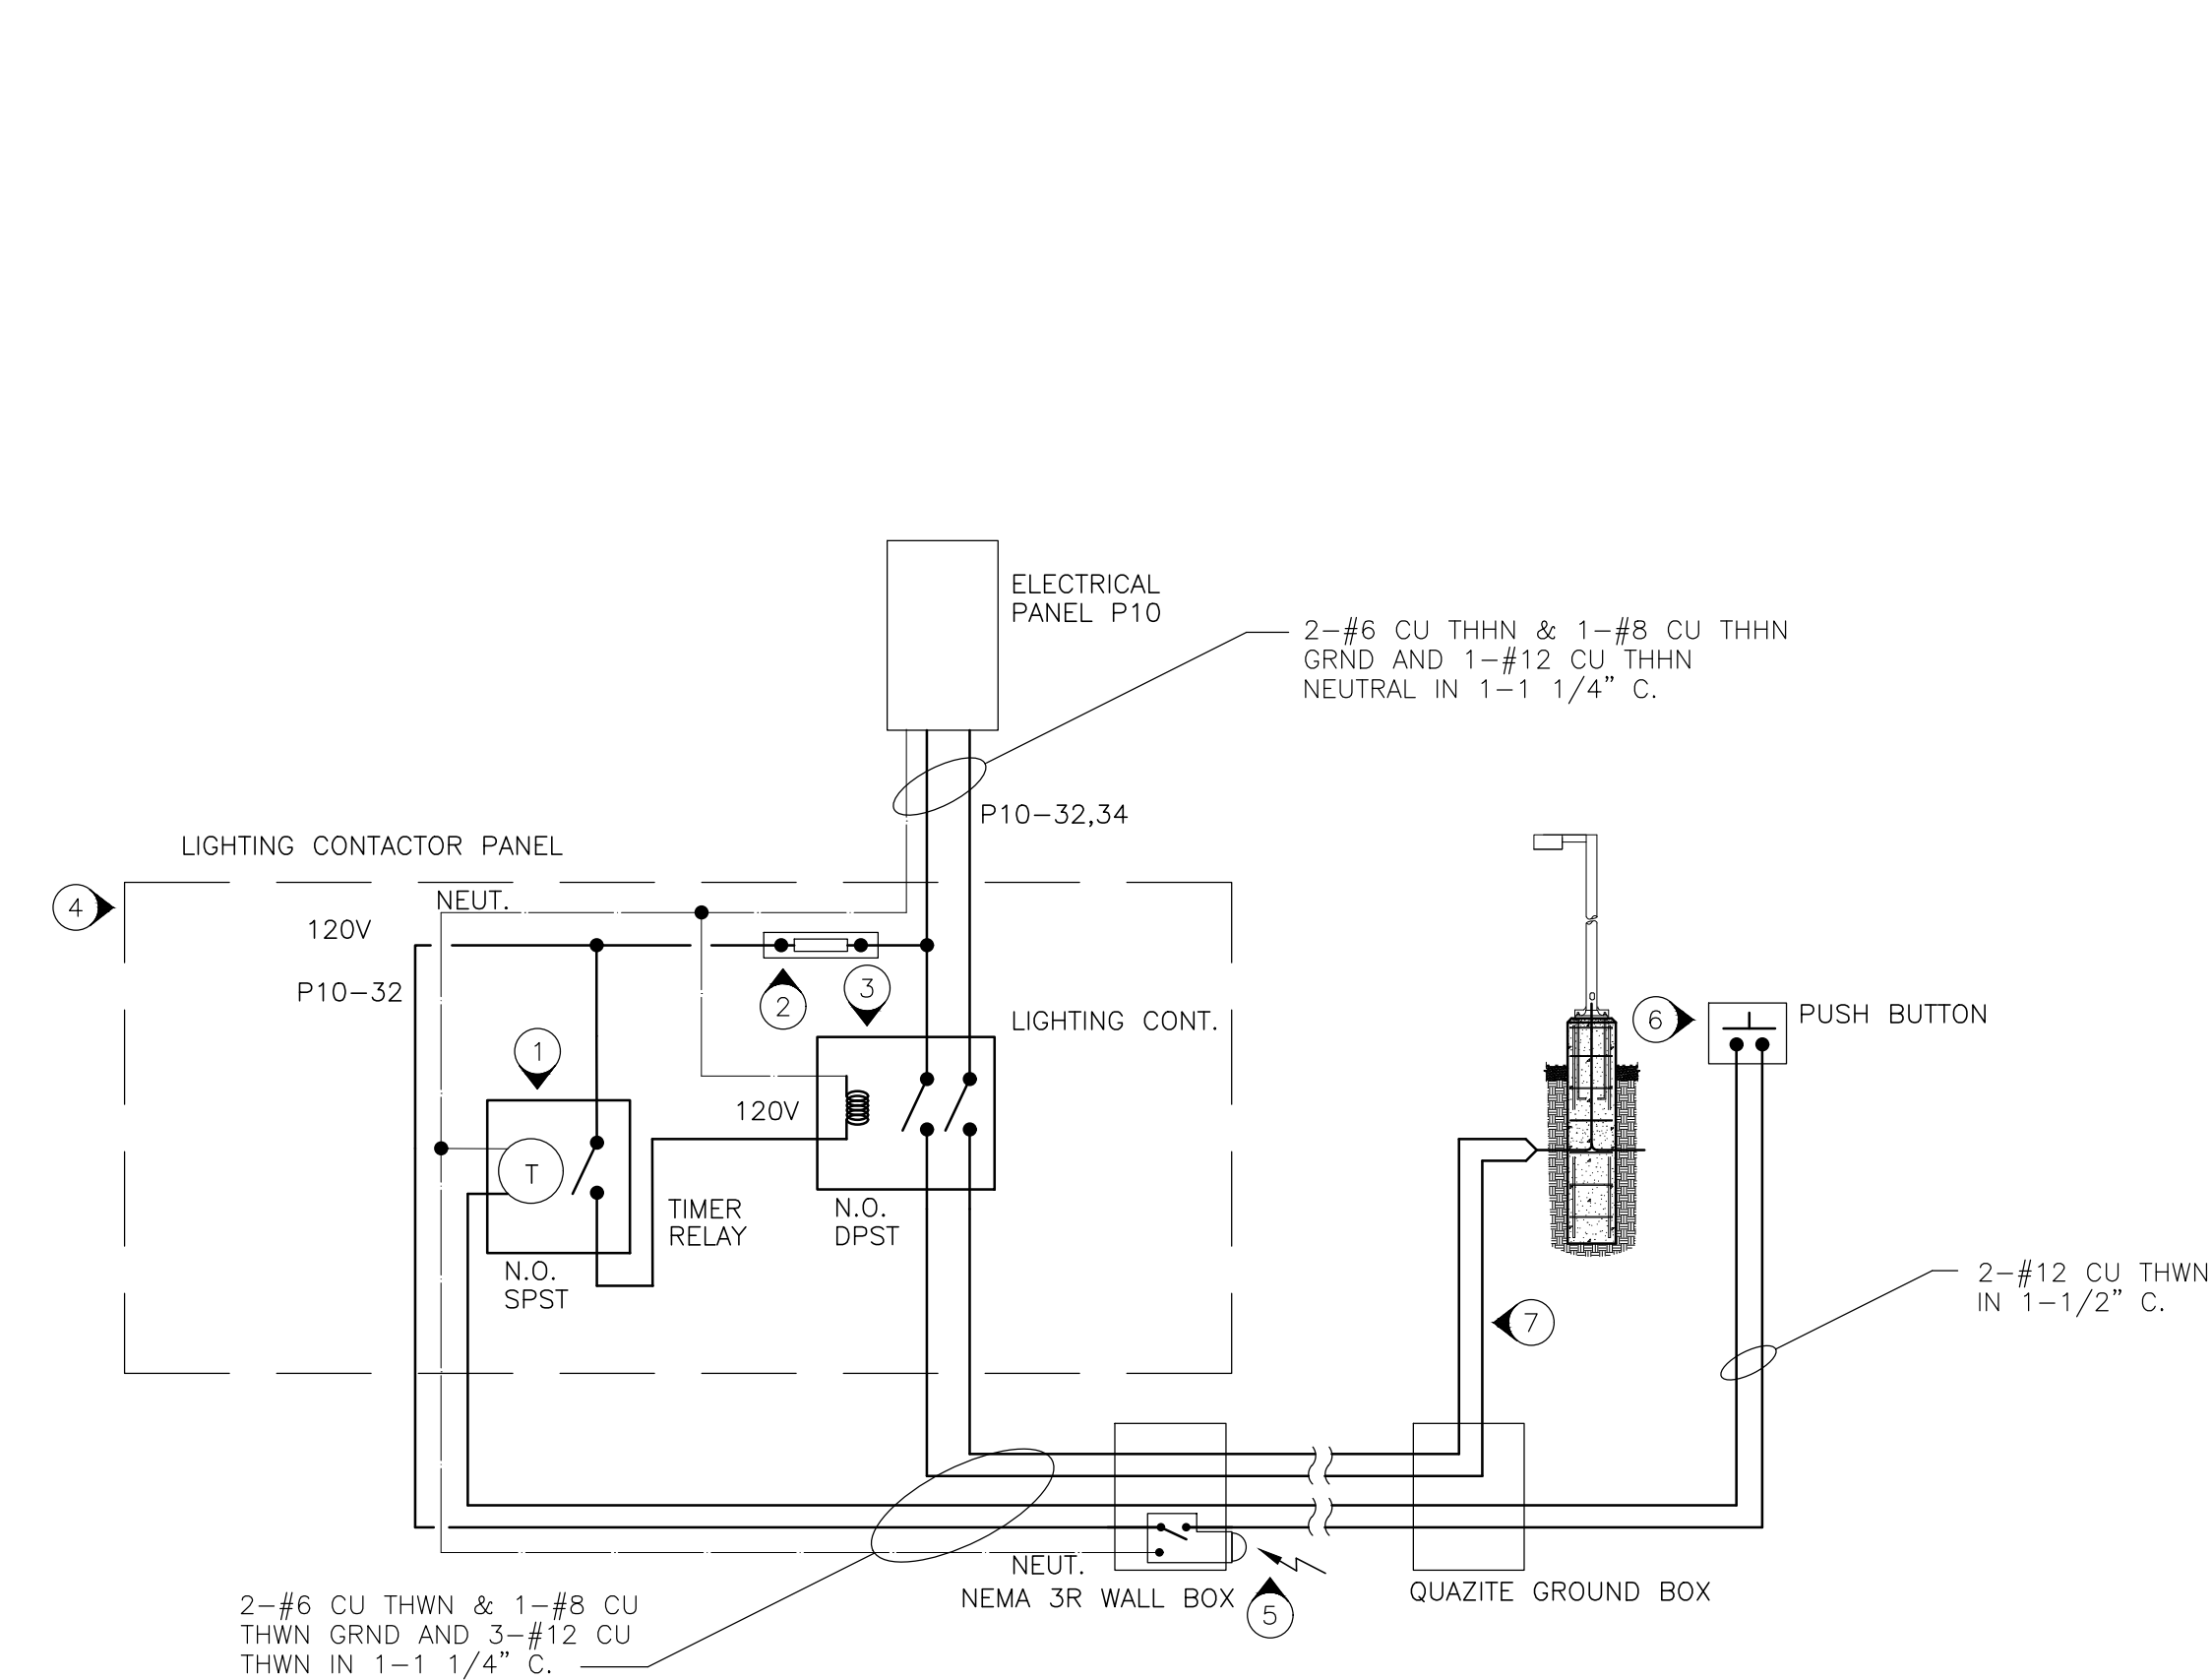 ELECTRICAL
PANEL P10
2-#6 CU THHN & 1-#8 CU THHN
GRND AND 1-#12 CU THHN
NEUTRAL IN 1-1 1/4" C.
P10-32,34
LIGHTING CONTACTOR PANEL
4
NEUT.
120V
P10-32
2
3
LIGHTING CONT.
6
PUSH BUTTON
1
120V
T
TIMER
RELAY
N.O.
DPST
N.O.
SPST
7
2-#12 CU THWN
IN 1-1/2" C.
NEUT.
NEMA 3R WALL BOX
5
QUAZITE GROUND BOX
2-#6 CU THWN & 1-#8 CU
THWN GRND AND 3-#12 CU
THWN IN 1-1 1/4" C.